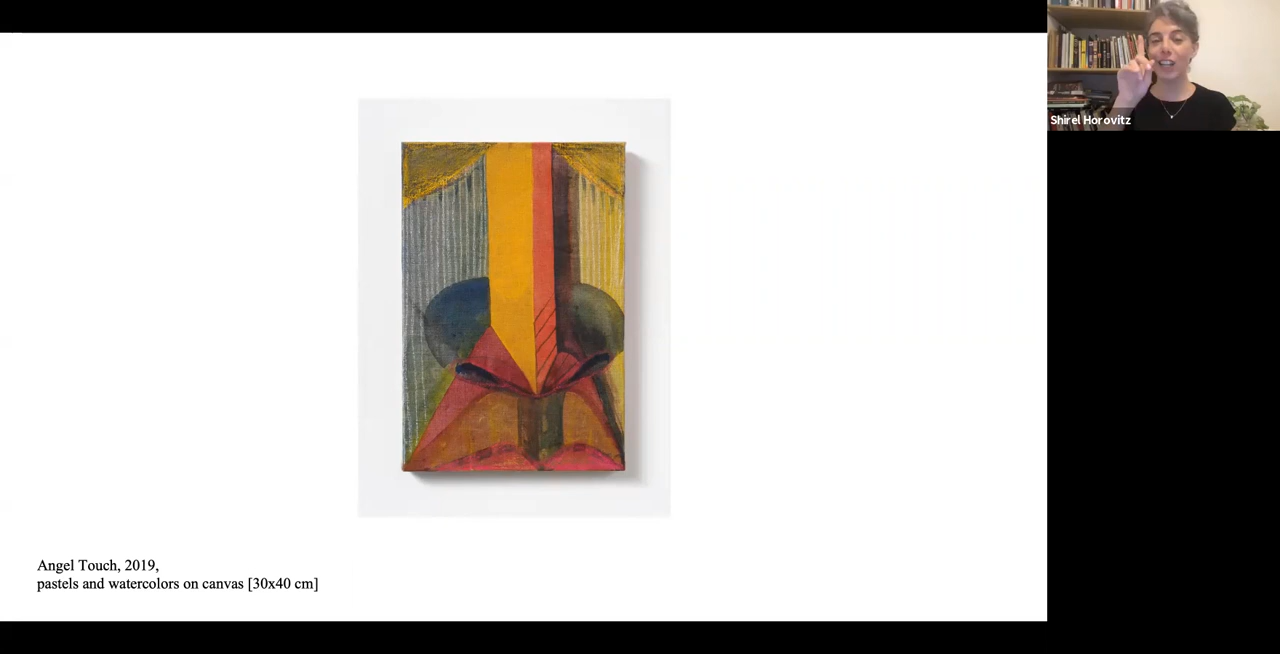 Shirel Horovitz
Angel Touch, 2019,
pastels and watercolors on canvas [30x40 cm]